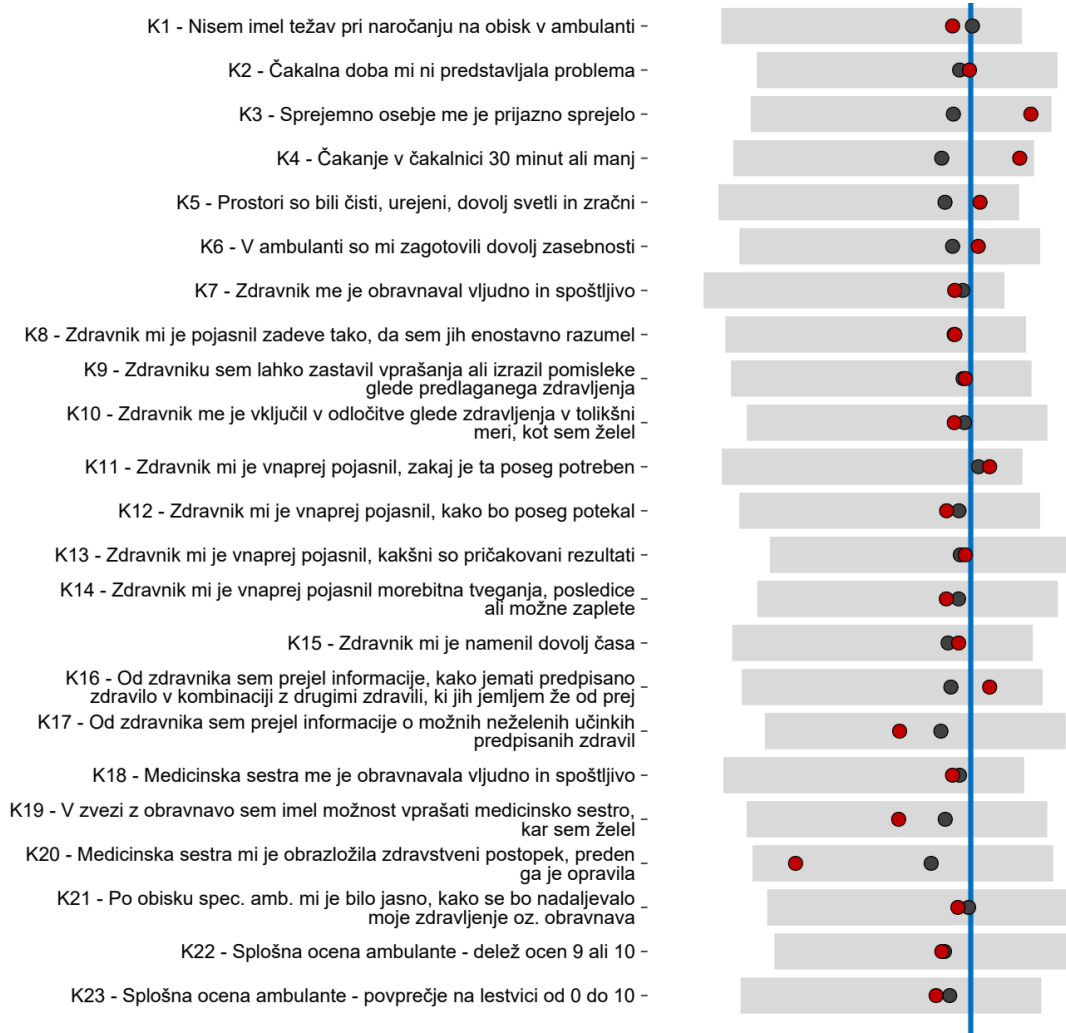 K1 - Nisem imel težav pri naročanju na obisk v ambulanti
K2 - Čakalna doba mi ni predstavljala problema
K3 - Sprejemno osebje me je prijazno sprejelo
K4 - Čakanje v čakalnici 30 minut ali manj
K5 - Prostori so bili čisti, urejeni, dovolj svetli in zračni
K6 - V ambulanti so mi zagotovili dovolj zasebnosti
K7 - Zdravnik me je obravnaval vljudno in spoštljivo
K8 - Zdravnik mi je pojasnil zadeve tako, da sem jih enostavno razumel
K9 - Zdravniku sem lahko zastavil vprašanja ali izrazil pomisleke
glede predlaganega zdravljenja
K10 - Zdravnik me je vključil v odločitve glede zdravljenja v tolikšni
meri, kot sem želel
K11 - Zdravnik mi je vnaprej pojasnil, zakaj je ta poseg potreben
K12 - Zdravnik mi je vnaprej pojasnil, kako bo poseg potekal
K13 - Zdravnik mi je vnaprej pojasnil, kakšni so pričakovani rezultati
K14 - Zdravnik mi je vnaprej pojasnil morebitna tveganja, posledice
ali možne zaplete
K15 - Zdravnik mi je namenil dovolj časa
K16 - Od zdravnika sem prejel informacije, kako jemati predpisano
zdravilo v kombinaciji z drugimi zdravili, ki jih jemljem že od prej
K17 - Od zdravnika sem prejel informacije o možnih neželenih učinkih
predpisanih zdravil
K18 - Medicinska sestra me je obravnavala vljudno in spoštljivo
K19 - V zvezi z obravnavo sem imel možnost vprašati medicinsko sestro,
kar sem želel
K20 - Medicinska sestra mi je obrazložila zdravstveni postopek, preden
ga je opravila
K21 - Po obisku spec. amb. mi je bilo jasno, kako se bo nadaljevalo
moje zdravljenje oz. obravnava
K22 - Splošna ocena ambulante - delež ocen 9 ali 10
K23 - Splošna ocena ambulante - povprečje na lestvici od 0 do 10